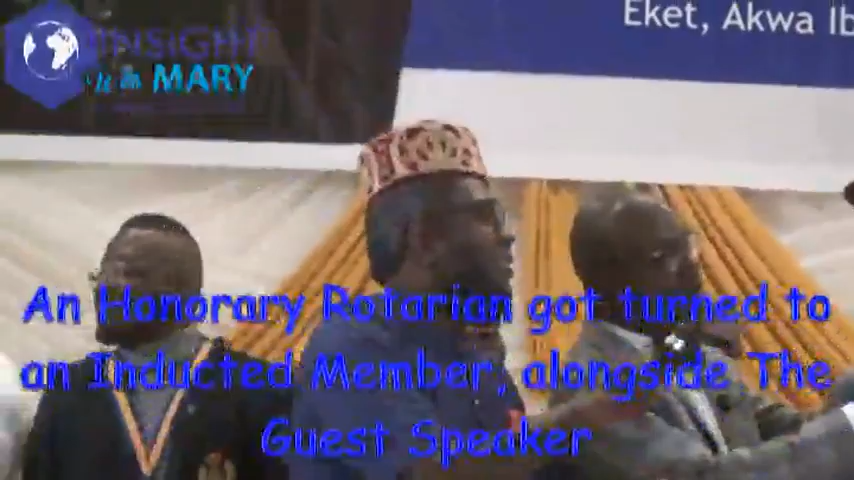 INSIGHT
MARY
Eket, Akwa Ib
An Honorary Rotarian got turned to
an Inducted Member, alongside The
Guest Speaker